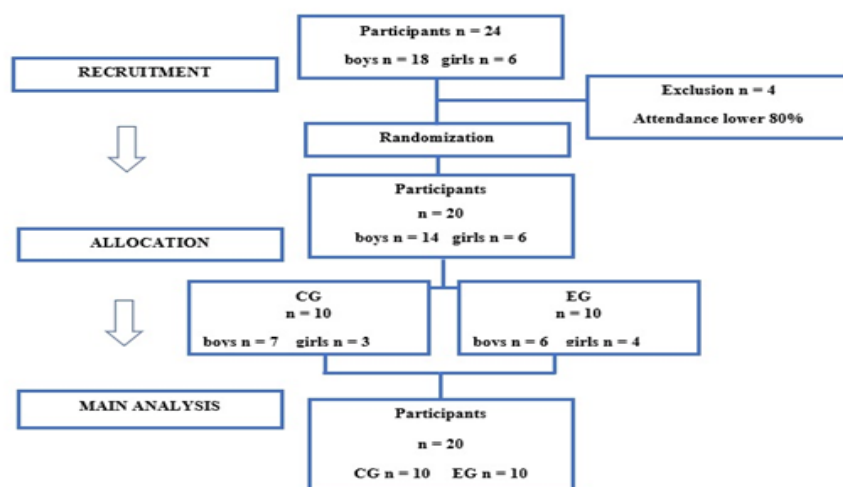 Participants n = 24
boys n = 18 girls n = 6
RECRUITMENT
Exclusion n = 4
Attendance lower 80%
Randomization
Participants
n = 20
boys n = 14 girls n = 6
ALLOCATION
CG
n = 10
boys n = 7 girls n = 3
EG
n = 10
boys n = 6 girls n = 4
MAIN ANALYSIS
Participants
n = 20
CG n = 10 EG n = 10